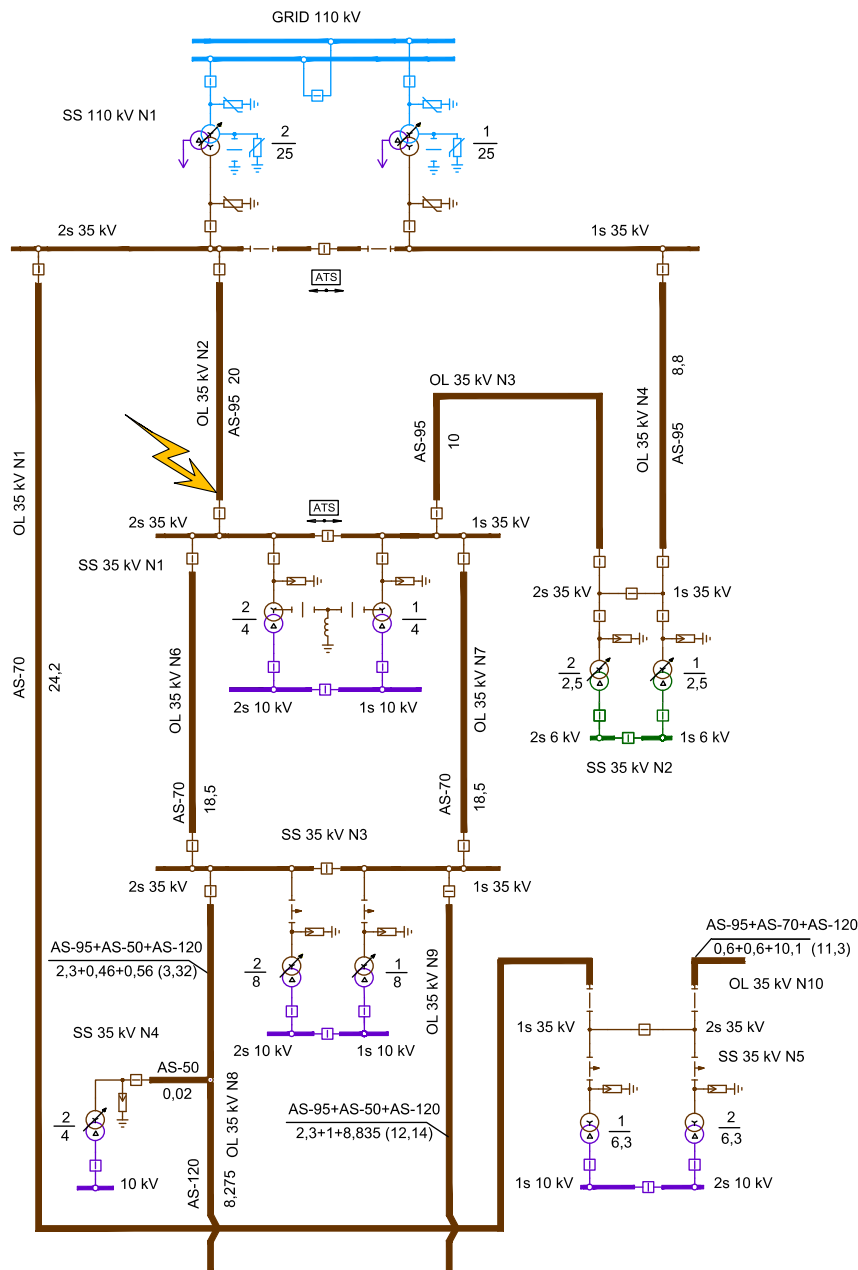 GRID 110 kV
SS 110 kV N1
2
25
1
25
2s 35 kV
1s 35 kV
ATS
OL 35 kV N2
AS-95 20
OL 35 kV N3
AS-95
10
OL 35 kV N4
AS-95
8,8
OL 35 kV N1
AS-70
24,2
ATS
2s 35 kV
1s 35 kV
SS 35 kV N1
2
4
1
4
2s 10 kV
1s 10 kV
OL 35 kV N6
AS-70
18,5
OL 35 kV N7
AS-70
18,5
2s 35 kV
1s 35 kV
2
2,5
1
2,5
2s 6 kV
1s 6 kV
SS 35 kV N2
SS 35 kV N3
2s 35 kV
1s 35 kV
AS-95+AS-50+AS-120
2,3+0,46+0,56 (3,32)
2
8
1
8
2s 10 kV
1s 10 kV
OL 35 kV N9
AS-95+AS-70+AS-120
0,6+0,6+10,1 (11,3)
OL 35 kV N10
1s 35 kV
2s 35 kV
SS 35 kV N5
SS 35 kV N4
AS-50
0,02
2
4
10 kV
OL 35 kV N8
AS-120
8,275
AS-95+AS-50+AS-120
2,3+1+8,835 (12,14)
1
6,3
2
6,3
1s 10 kV
2s 10 kV